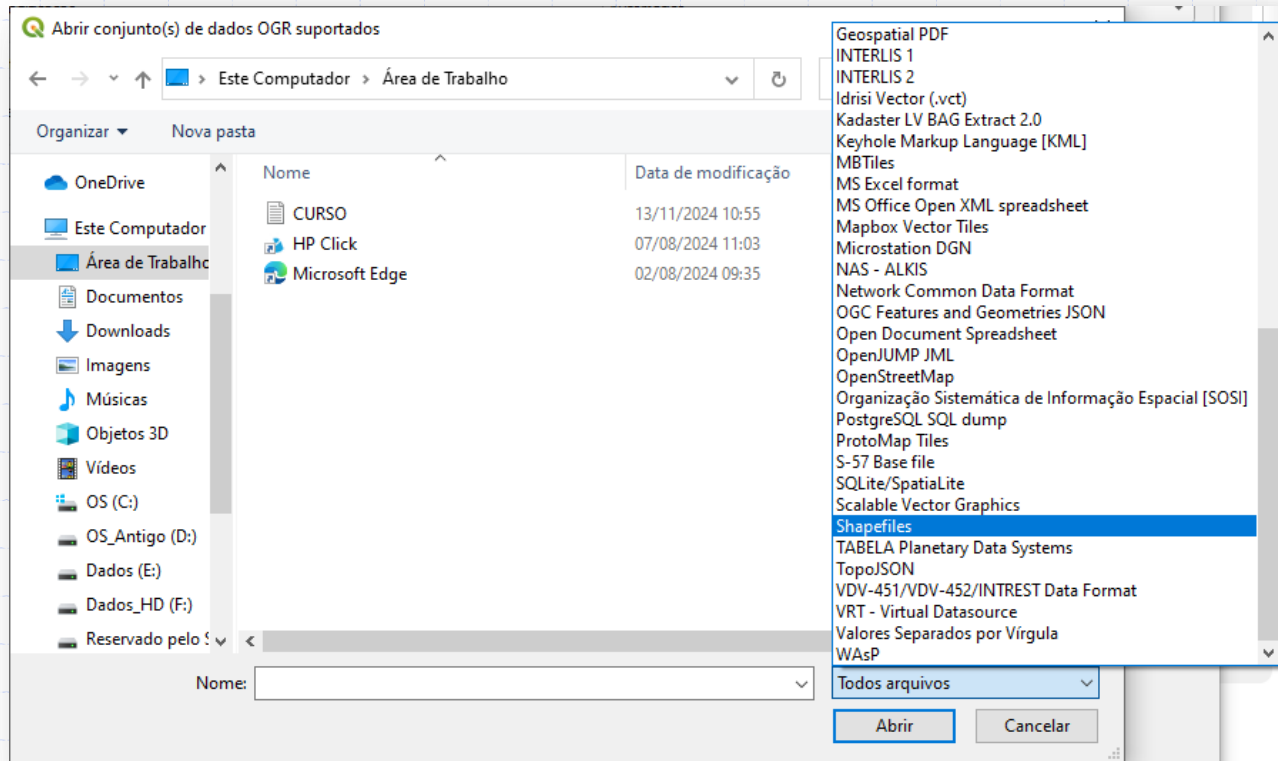 Abrir conjunto(s) de dados OGR suportados
Este Computador > Área de Trabalho
Organizar Nova pasta
OneDrive
Este Computador
Área de Trabalho
Documentos
Downloads
Imagens
Músicas
Objetos 3D
Vídeos
OS (C:)
OS_Antigo (D:)
Dados (E:)
Dados_HD (F:)
Reservado pelo S
Nome Data de modificação
CURSO 13/11/2024 10:55
HP Click 07/08/2024 11:03
Microsoft Edge 02/08/2024 09:35
Geospatial PDF
INTERLIS 1
INTERLIS 2
Idrisi Vector (.vct)
Kadaster LV BAG Extract 2.0
Keyhole Markup Language [KML]
MBTiles
MS Excel format
MS Office Open XML spreadsheet
Mapbox Vector Tiles
Microstation DGN
NAS - ALKIS
Network Common Data Format
OGC Features and Geometries JSON
Open Document Spreadsheet
OpenJUMP JML
OpenStreetMap
Organização Sistemática de Informação Espacial [SOSI]
PostgreSQL SQL dump
ProtoMap Tiles
S-57 Base file
SQLite/SpatiaLite
Scalable Vector Graphics
Shapefiles
TABELA Planetary Data Systems
TopoJSON
VDV-451/VDV-452/INTREST Data Format
VRT - Virtual Datasource
Valores Separados por Vírgula
WAsP
Nome: Todos arquivos
Abrir Cancelar